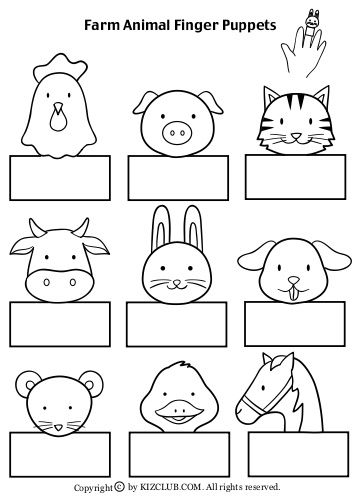 Farm Animal Finger Puppets
Copyright ⓒ by KIZCLUB.COM. All rights reserved.